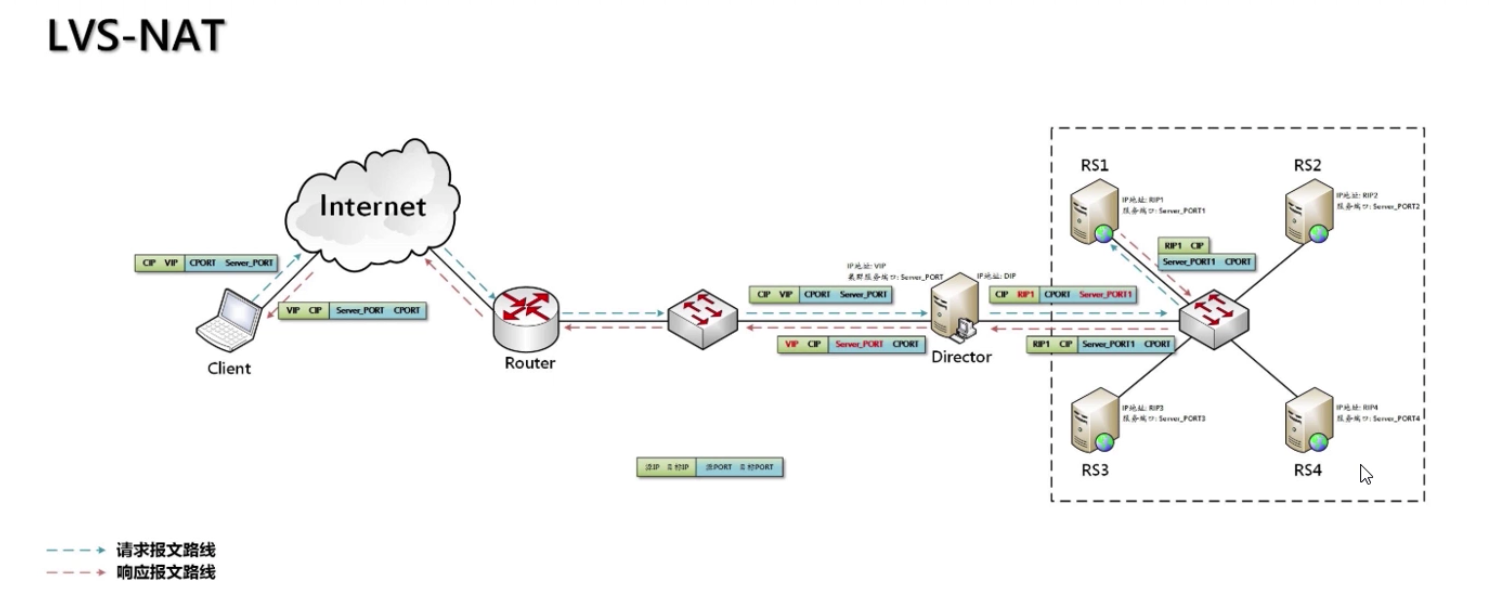 LVS-NAT
Internet
CIP VIP CPORT Server_PORT
VIP CIP Server_PORT CPORT
Client
Router
IP地址: VIP
集群服务端口: Server_PORT
CIP VIP CPORT Server_PORT
VIP CIP Server_PORT CPORT
Director
IP地址: DIP
CIP RIP1 CPORT Server_PORT1
RIP1 CIP Server_PORT1 CPORT
RS1
IP地址: RIP1
服务端口: Server_PORT1
RIP1 CIP
Server_PORT1 CPORT
RS2
IP地址: RIP2
服务端口: Server_PORT2
IP地址: RIP3
服务端口: Server_PORT3
RS3
IP地址: RIP4
服务端口: Server_PORT4
RS4
源IP 目标IP 源PORT 目标PORT
请求报文路线
响应报文路线